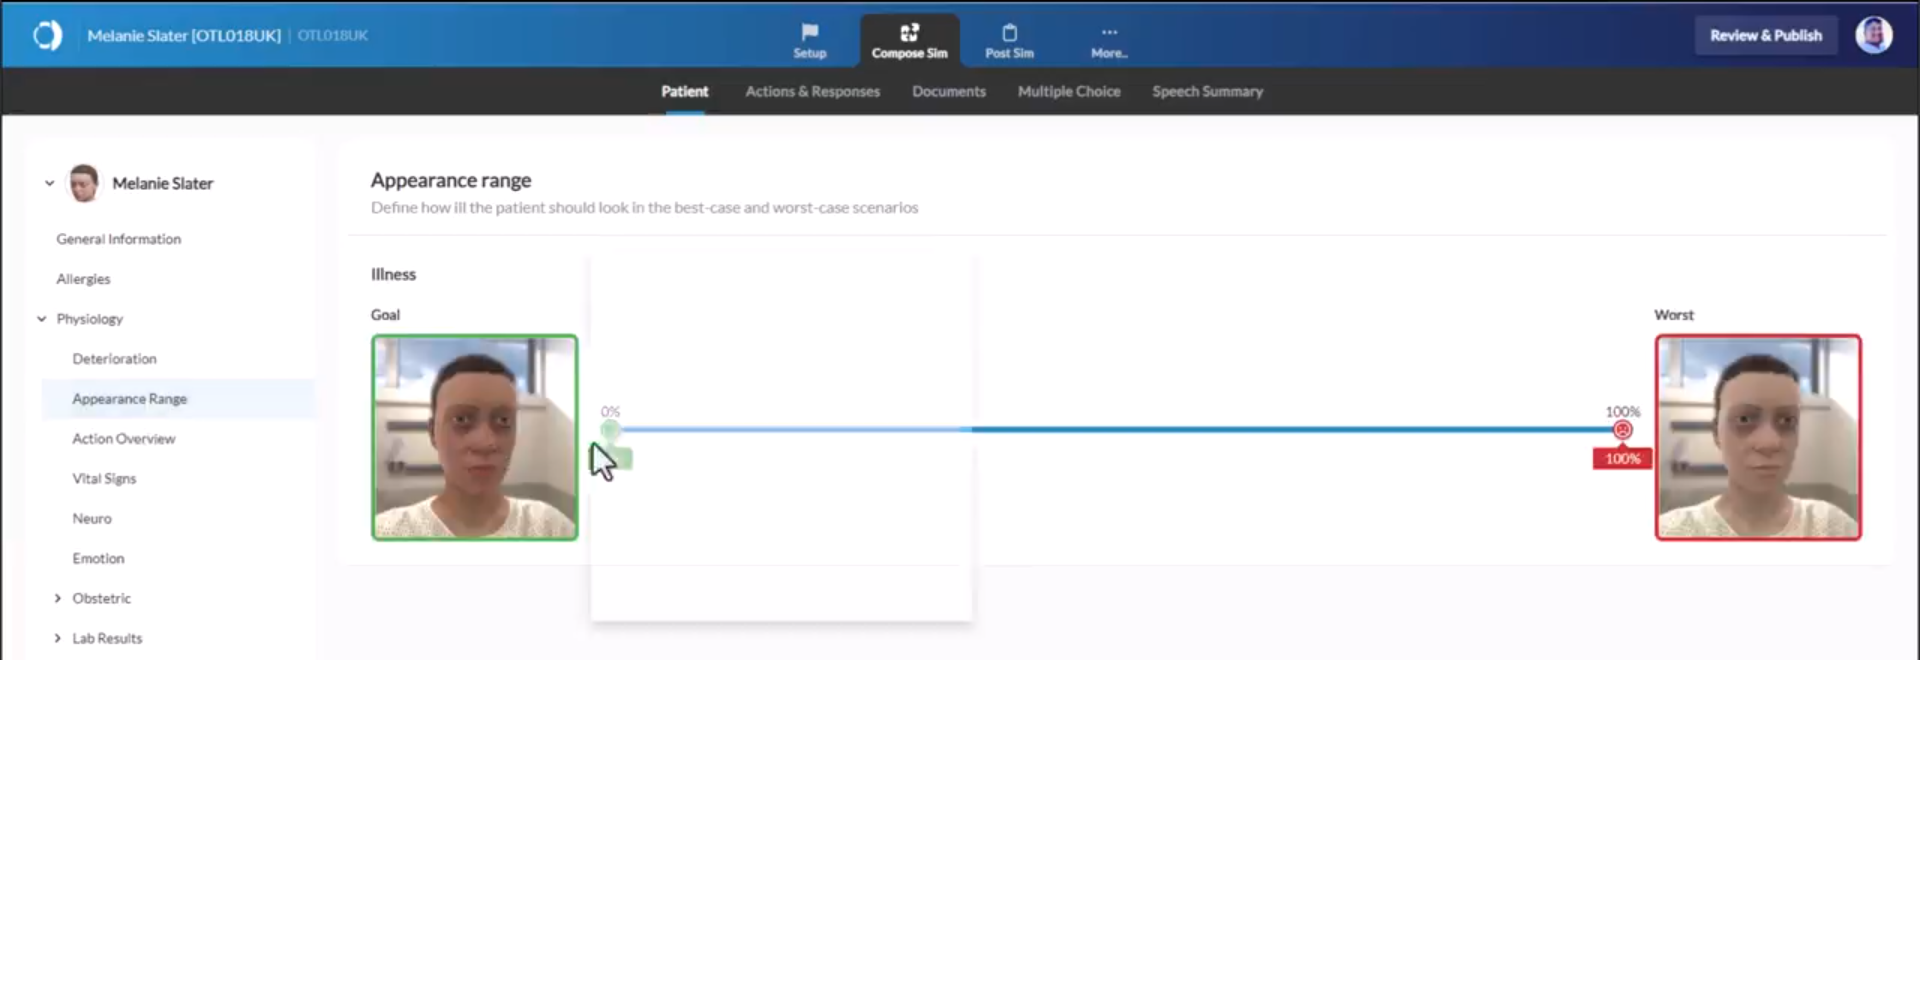 Melanie Slater [OTL018UK] | OTL018UK
Setup
Compose Sim
Post Sim
More..
Review & Publish
Patient
Actions & Responses
Documents
Multiple Choice
Speech Summary
Melanie Slater
General Information
Allergies
Physiology
Deterioration
Appearance Range
Action Overview
Vital Signs
Neuro
Emotion
Obstetric
Lab Results
Appearance range
Define how ill the patient should look in the best-case and worst-case scenarios
Illness
Goal
Worst
0%
100%
100%